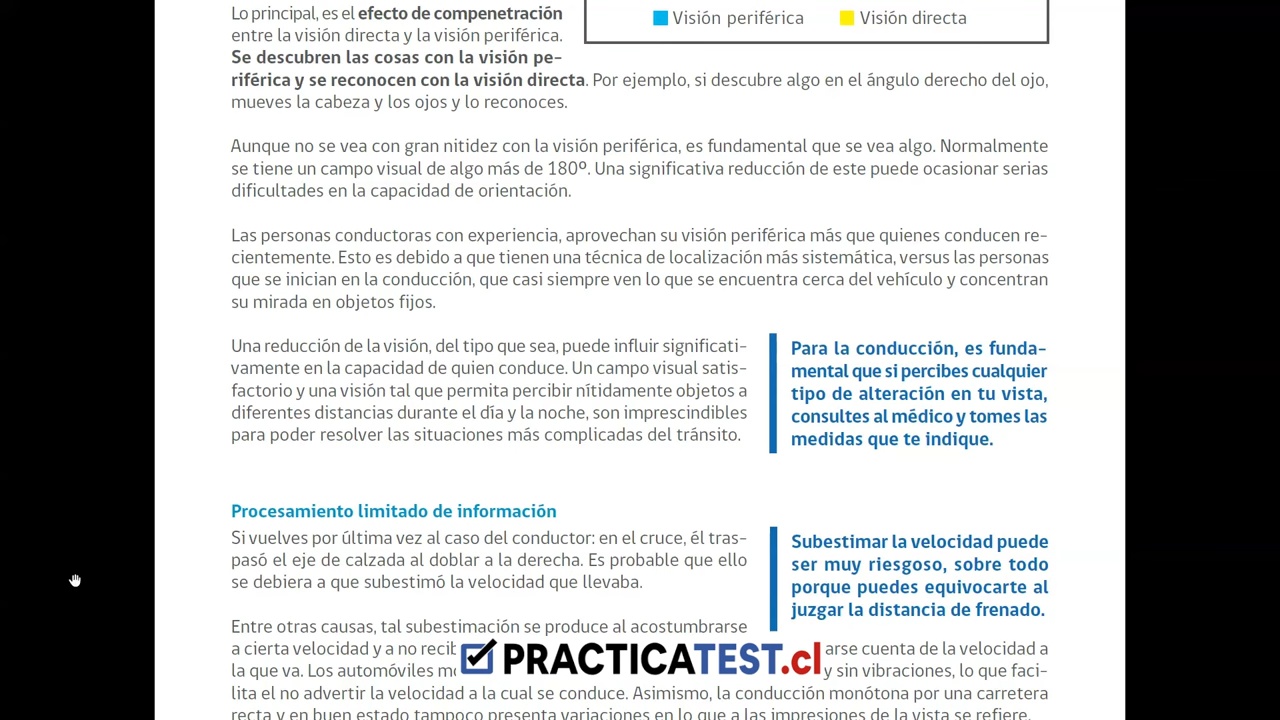 Lo principal, es el efecto de compenetración
entre la visión directa y la visión periférica.
Se descubren las cosas con la visión pe-
riférica y se reconocen con la visión directa. Por ejemplo, si descubre algo en el ángulo derecho del ojo,
mueves la cabeza y los ojos y lo reconoces.
Visión periférica Visión directa
Aunque no se vea con gran nitidez con la visión periférica, es fundamental que se vea algo. Normalmente
se tiene un campo visual de algo más de 180º. Una significativa reducción de este puede ocasionar serias
dificultades en la capacidad de orientación.
Las personas conductoras con experiencia, aprovechan su visión periférica más que quienes conducen re-
cientemente. Esto es debido a que tienen una técnica de localización más sistemática, versus las personas
que se inician en la conducción, que casi siempre ven lo que se encuentra cerca del vehículo y concentran
su mirada en objetos fijos.
Una reducción de la visión, del tipo que sea, puede influir significati-
vamente en la capacidad de quien conduce. Un campo visual satis-
factorio y una visión tal que permita percibir nítidamente objetos a
diferentes distancias durante el día y la noche, son imprescindibles
para poder resolver las situaciones más complicadas del tránsito.
Para la conducción, es funda-
mental que si percibes cualquier
tipo de alteración en tu vista,
consultes al médico y tomes las
medidas que te indique.
Procesamiento limitado de información
Si vuelves por última vez al caso del conductor: en el cruce, él tras-
pasó el eje de calzada al doblar a la derecha. Es probable que ello
se debiera a que subestimó la velocidad que llevaba.
Subestimar la velocidad puede
ser muy riesgoso, sobre todo
porque puedes equivocarte al
juzgar la distancia de frenado.
Entre otras causas, tal subestimación se produce al acostumbrarse
a cierta velocidad y a no arse cuenta de la velocidad a
la que va. Los automóviles y sin vibraciones, lo que faci-
PRACTICATEST.cl
lita el no advertir la velocidad a la cual se conduce. Asimismo, la conducción monótona por una carretera
recta y en buen estado tampoco presenta variaciones en lo que a las impresiones de la vista se refiere.